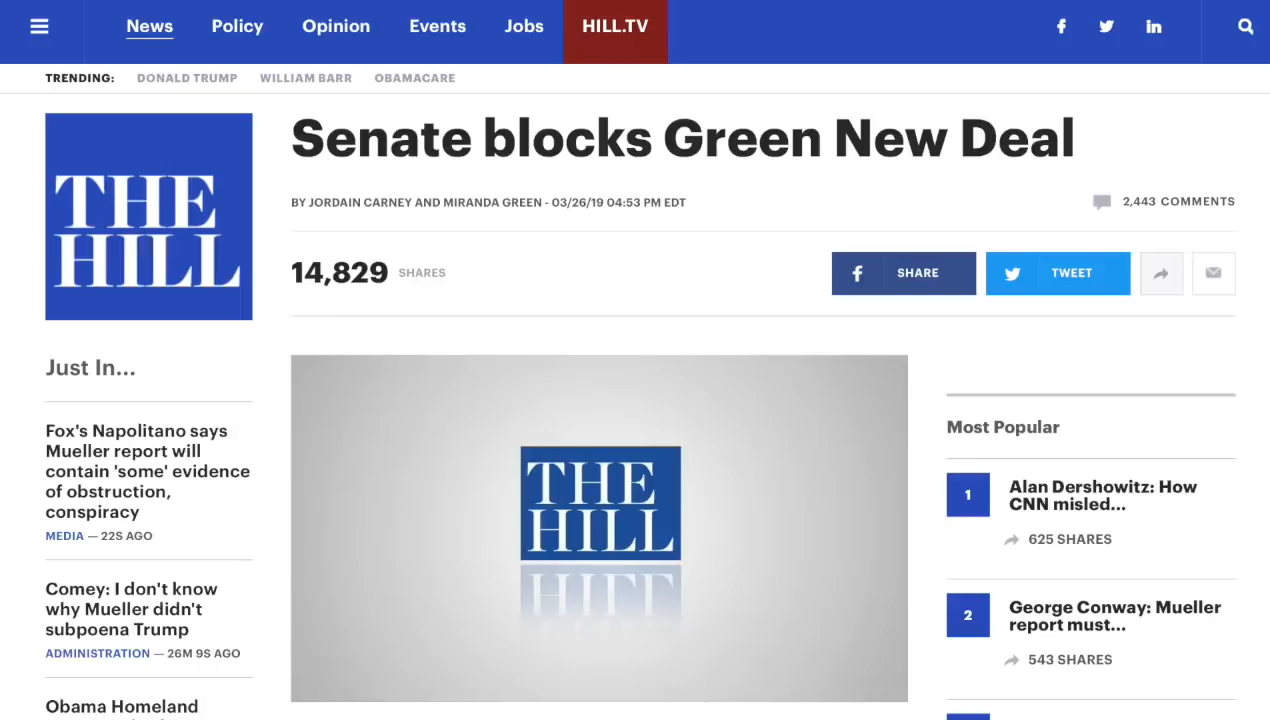 News Policy Opinion Events Jobs HILL.TV
TRENDING: DONALD TRUMP WILLIAM BARR OBAMACARE
THE
HILL
Senate blocks Green New Deal
BY JORDAIN CARNEY AND MIRANDA GREEN - 03/26/19 04:53 PM EDT
2,443 COMMENTS
14,829 SHARES
SHARE
TWEET
Just In...
Fox's Napolitano says
Mueller report will
contain 'some' evidence
of obstruction,
conspiracy
MEDIA — 22S AGO
Comey: I don't know
why Mueller didn't
subpoena Trump
ADMINISTRATION — 26M 9S AGO
Obama Homeland
THE
HILL
Most Popular
1
Alan Dershowitz: How
CNN misled...
625 SHARES
2
George Conway: Mueller
report must...
543 SHARES